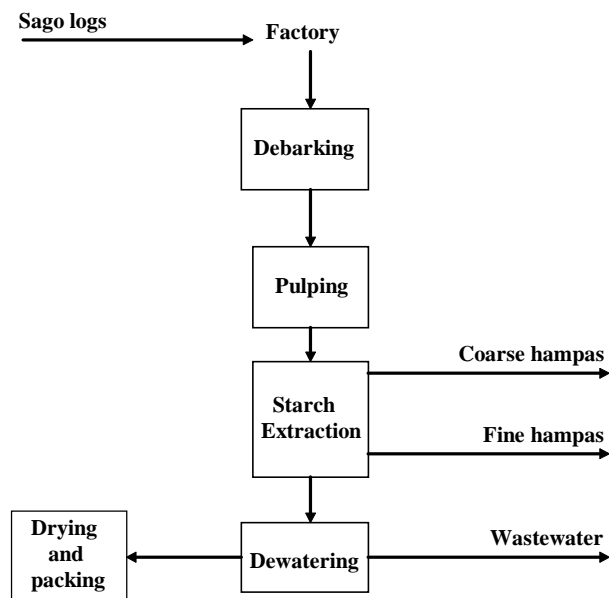 Sago logs
Factory
Debarking
Pulping
Coarse hampas
Starch
Extraction
Fine hampas
Drying
and
packing
Dewatering
Wastewater